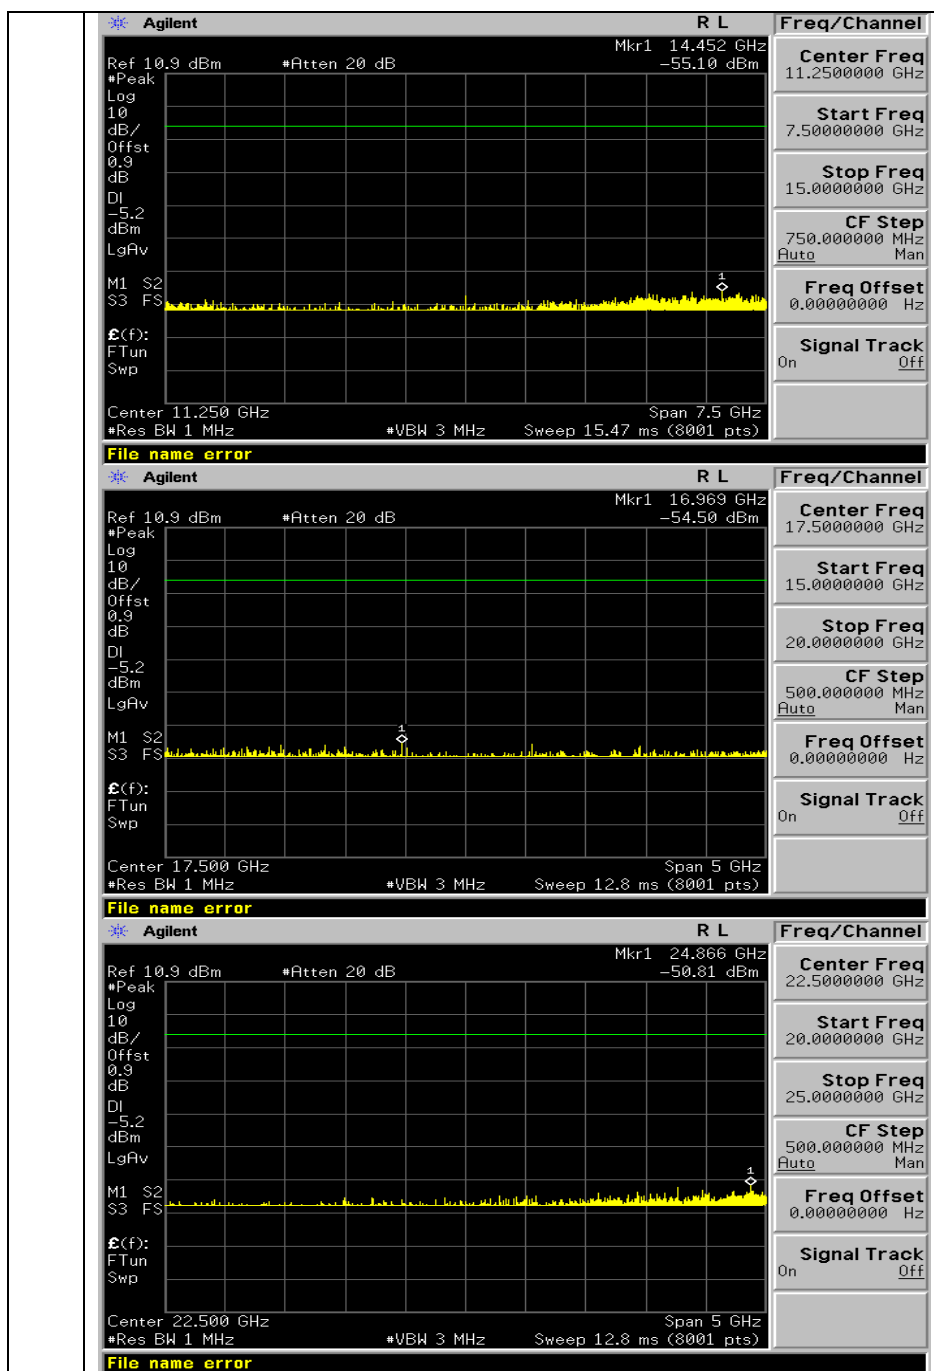 Agilent R L Freq/Channel
Mkr1 14.452 GHz
Ref 10.9 dBm #Atten 20 dB -55.10 dBm
#Peak
Log
10
dB/
Offst
0.9
dB
DI
-5.2
dBm
LgAv
M1 S2
S3 FS
1
£(f):
FTun
Swp
Center 11.250 GHz Span 7.5 GHz
#Res BW 1 MHz #VBW 3 MHz Sweep 15.47 ms (8001 pts)
File name error
Center Freq
11.2500000 GHz
Start Freq
7.50000000 GHz
Stop Freq
15.0000000 GHz
CF Step
750.000000 MHz
Auto Man
Freq Offset
0.00000000 Hz
Signal Track
On Off
Agilent R L Freq/Channel
Mkr1 16.969 GHz
Ref 10.9 dBm #Atten 20 dB -54.50 dBm
#Peak
Log
10
dB/
Offst
0.9
dB
DI
-5.2
dBm
LgAv
M1 S2
S3 FS
1
£(f):
FTun
Swp
Center 17.500 GHz Span 5 GHz
#Res BW 1 MHz #VBW 3 MHz Sweep 12.8 ms (8001 pts)
File name error
Center Freq
17.5000000 GHz
Start Freq
15.0000000 GHz
Stop Freq
20.0000000 GHz
CF Step
500.000000 MHz
Auto Man
Freq Offset
0.00000000 Hz
Signal Track
On Off
Agilent R L Freq/Channel
Mkr1 24.866 GHz
Ref 10.9 dBm #Atten 20 dB -50.81 dBm
#Peak
Log
10
dB/
Offst
0.9
dB
DI
-5.2
dBm
LgAv
M1 S2
S3 FS
1
£(f):
FTun
Swp
Center 22.500 GHz Span 5 GHz
#Res BW 1 MHz #VBW 3 MHz Sweep 12.8 ms (8001 pts)
File name error
Center Freq
22.5000000 GHz
Start Freq
20.0000000 GHz
Stop Freq
25.0000000 GHz
CF Step
500.000000 MHz
Auto Man
Freq Offset
0.00000000 Hz
Signal Track
On Off